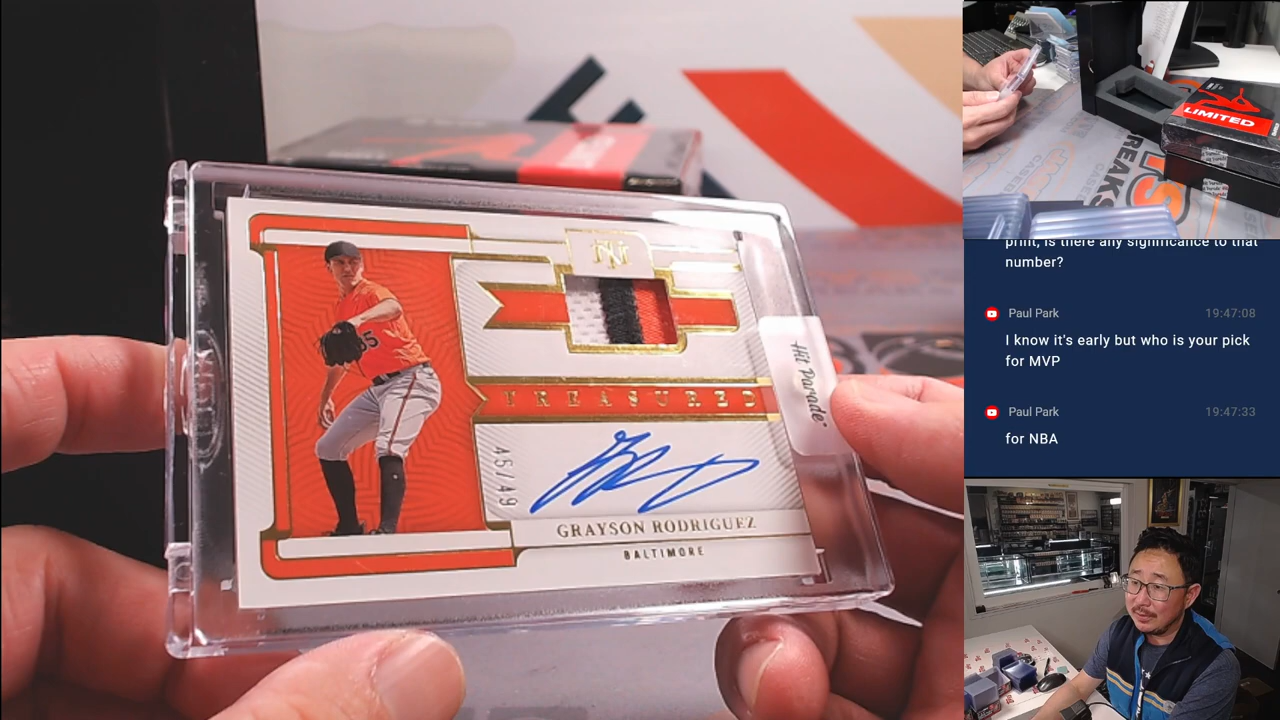 TREASURED
45/49
GRAYSON RODRIGUEZ
BALTIMORE
35
Hit Parade
LIMITED
REAKS
print, is there any significance to that
number?
Paul Park
19:47:08
I know it's early but who is your pick
for MVP
Paul Park
19:47:33
for NBA